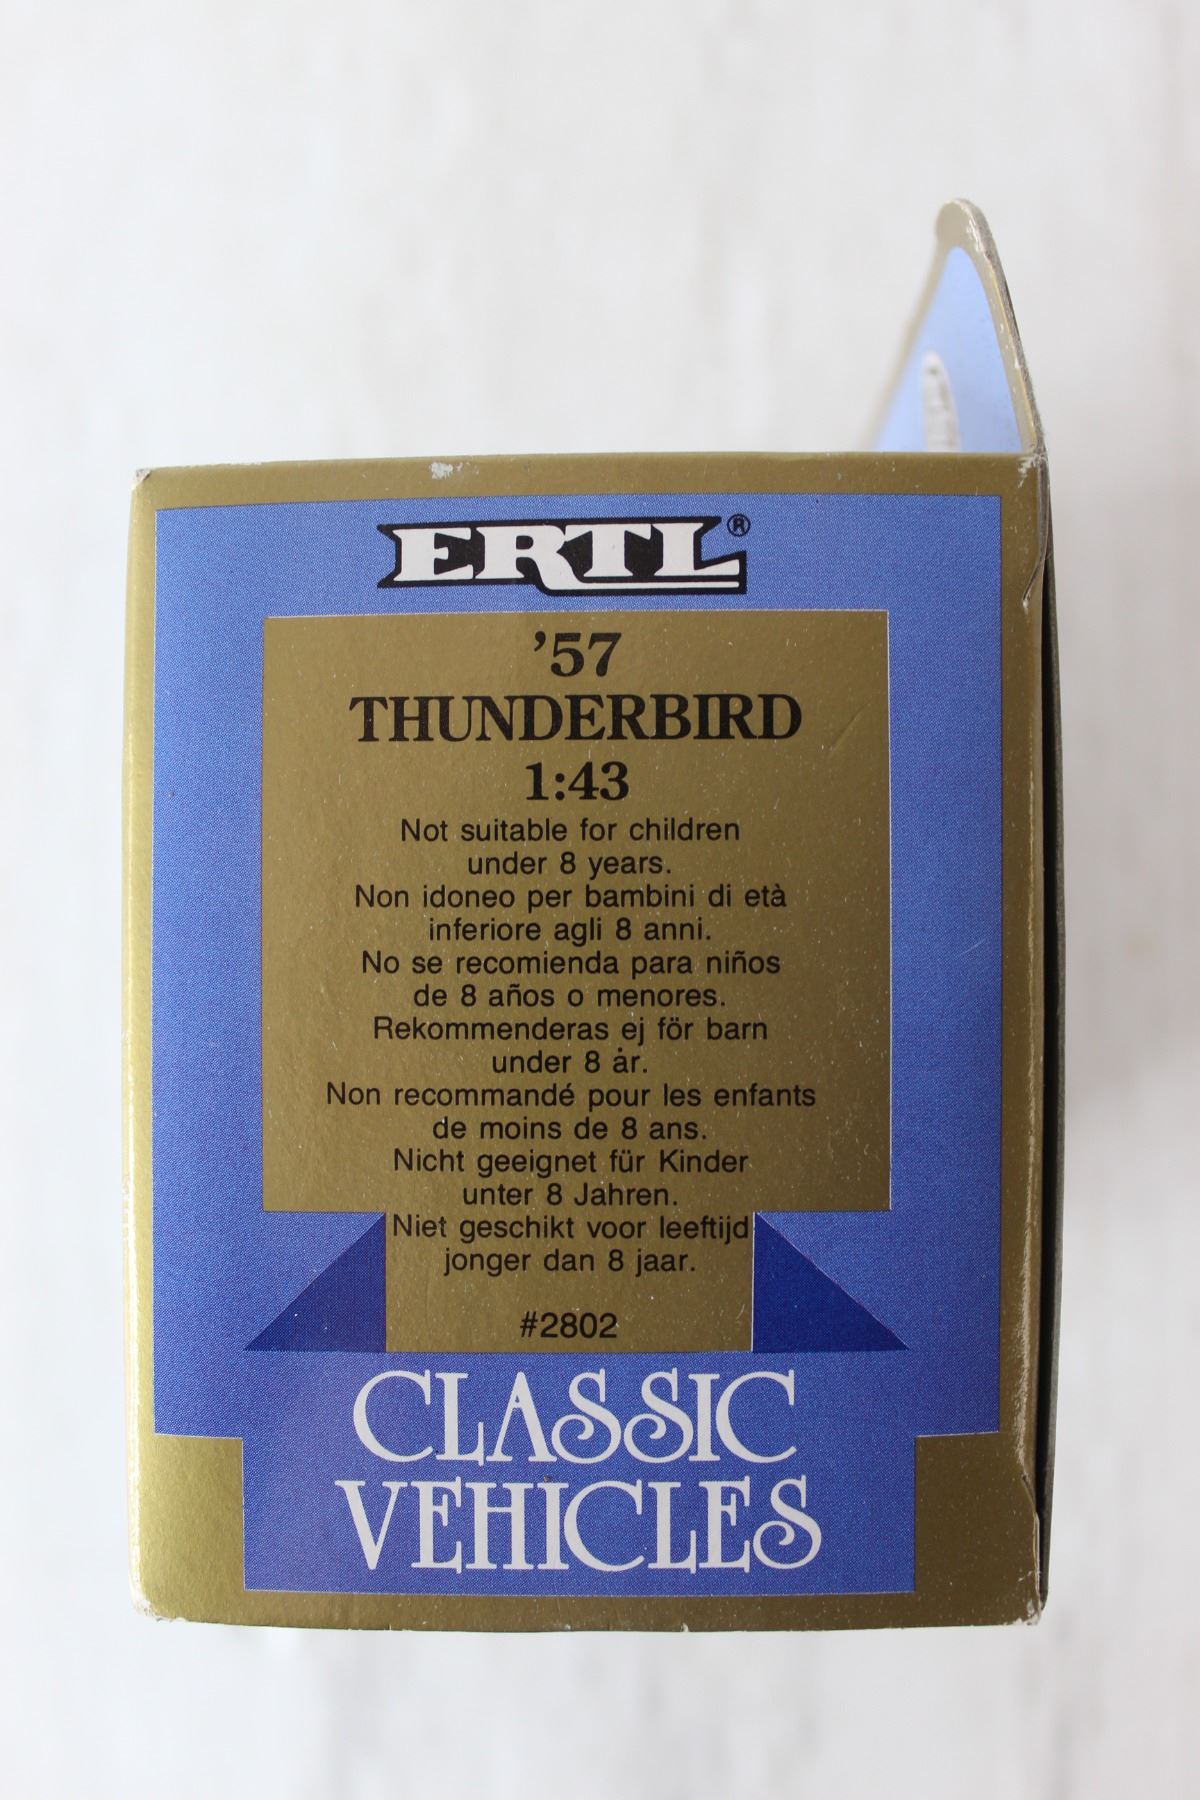 ERTL®
’57
THUNDERBIRD
1:43
Not suitable for children
under 8 years.
Non idoneo per bambini di età
inferiore agli 8 anni.
No se recomienda para niños
de 8 años o menores.
Rekommenderas ej för barn
under 8 år.
Non recommandé pour les enfants
de moins de 8 ans.
Nicht geeignet für Kinder
unter 8 Jahren.
Niet geschikt voor leeftijd
jonger dan 8 jaar.
#2802
CLASSIC
VEHICLES